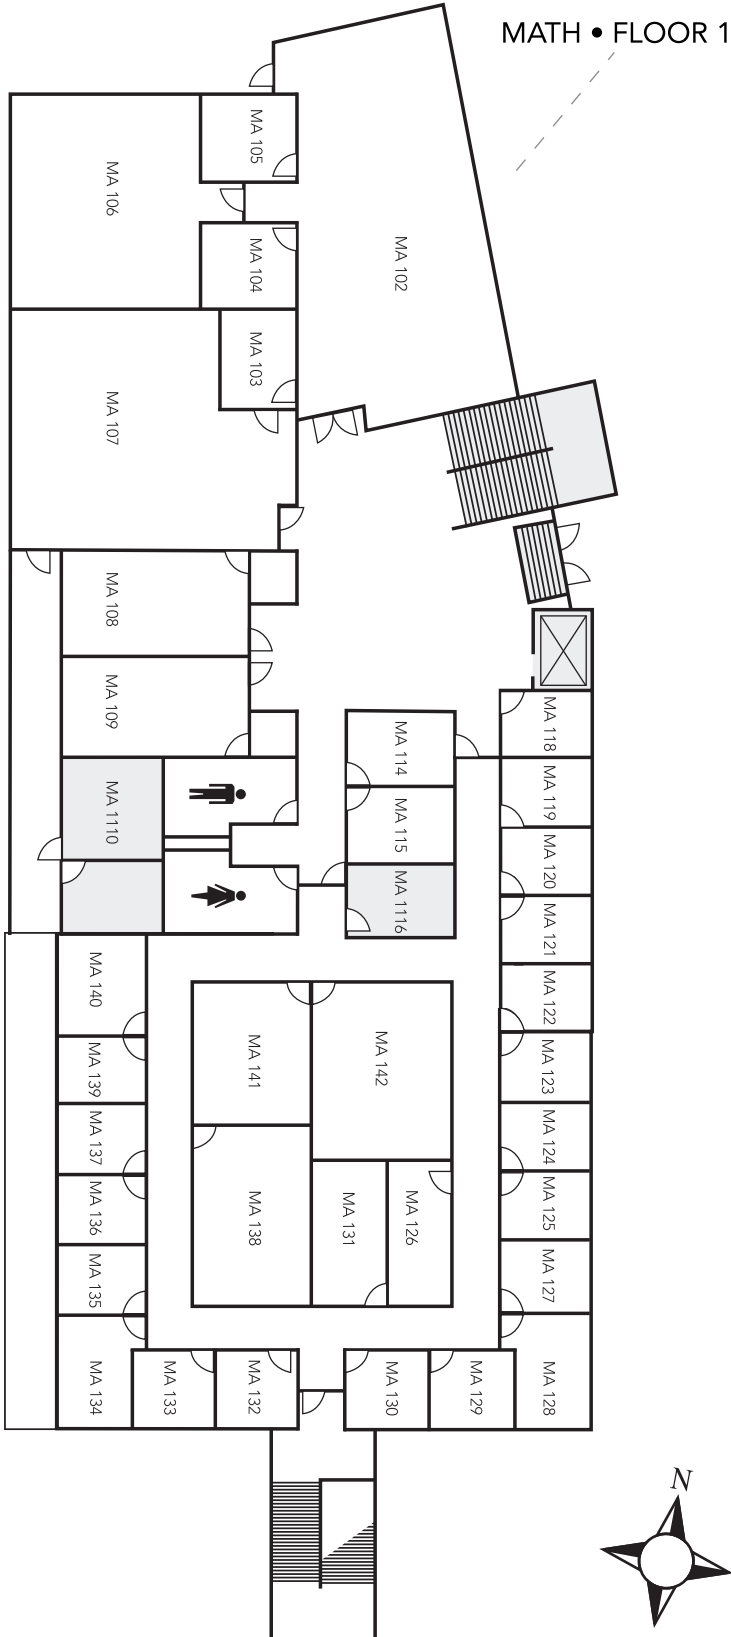 MATH • FLOOR 1
MA 105
MA 106
MA 102
MA 104
MA 103
MA 107
MA 108
MA 109
MA 114
MA 118
MA 1110
MA 115
MA 119
MA 120
MA 1116
MA 121
MA 140
MA 122
MA 141
MA 142
MA 139
MA 123
MA 137
MA 124
MA 136
MA 138
MA 131
MA 126
MA 125
MA 135
MA 127
MA 134
MA 133
MA 132
MA 130
MA 129
MA 128
N